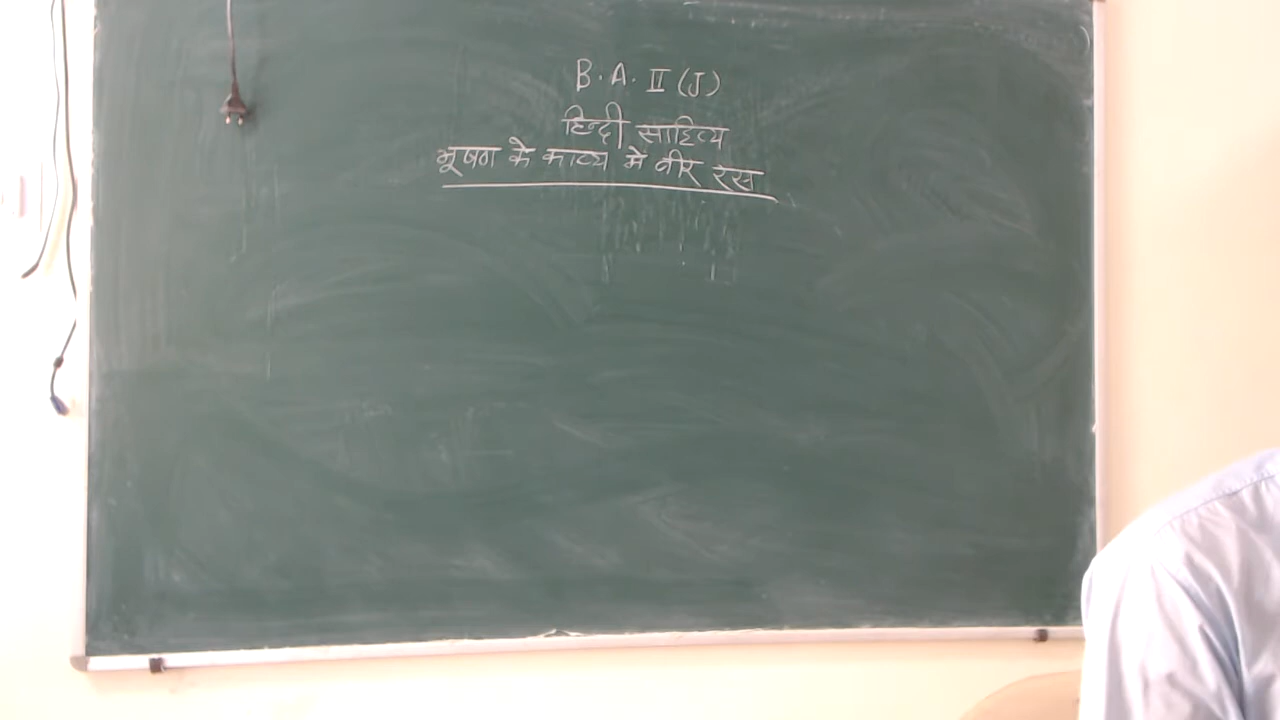 B.A. II (J)
हिन्दी साहित्य
भूषण के काव्य मे वीर रस